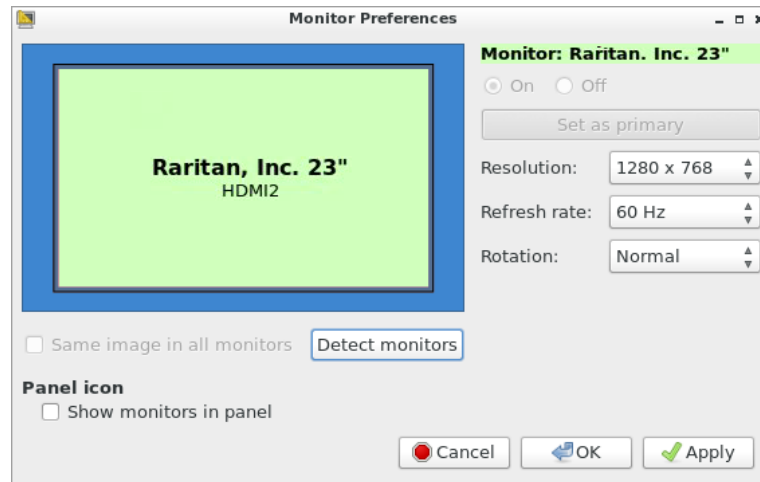 Monitor Preferences
Raritan, Inc. 23"
HDMI2
Monitor: Raritan. Inc. 23"
On Off
Set as primary
Resolution: 1280 x 768
Refresh rate: 60 Hz
Rotation: Normal
Same image in all monitors Detect monitors
Panel icon
Show monitors in panel
Cancel OK Apply